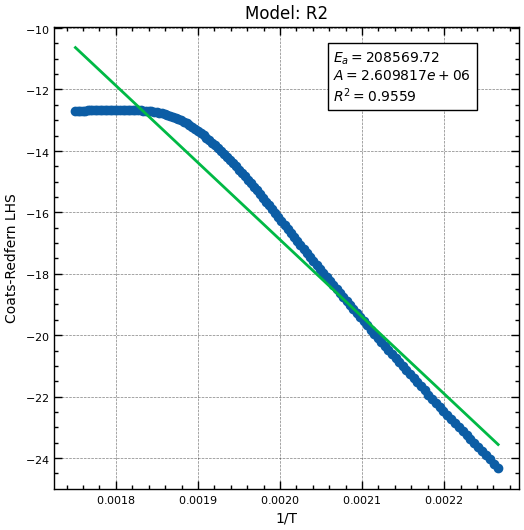 Model: R2
−10
−12
−14
−16
−18
−20
−22
−24
Coats-Redfern LHS
E_a = 208569.72
A = 2.609817e + 06
R² = 0.9559
0.0018 0.0019 0.0020 0.0021 0.0022
1/T